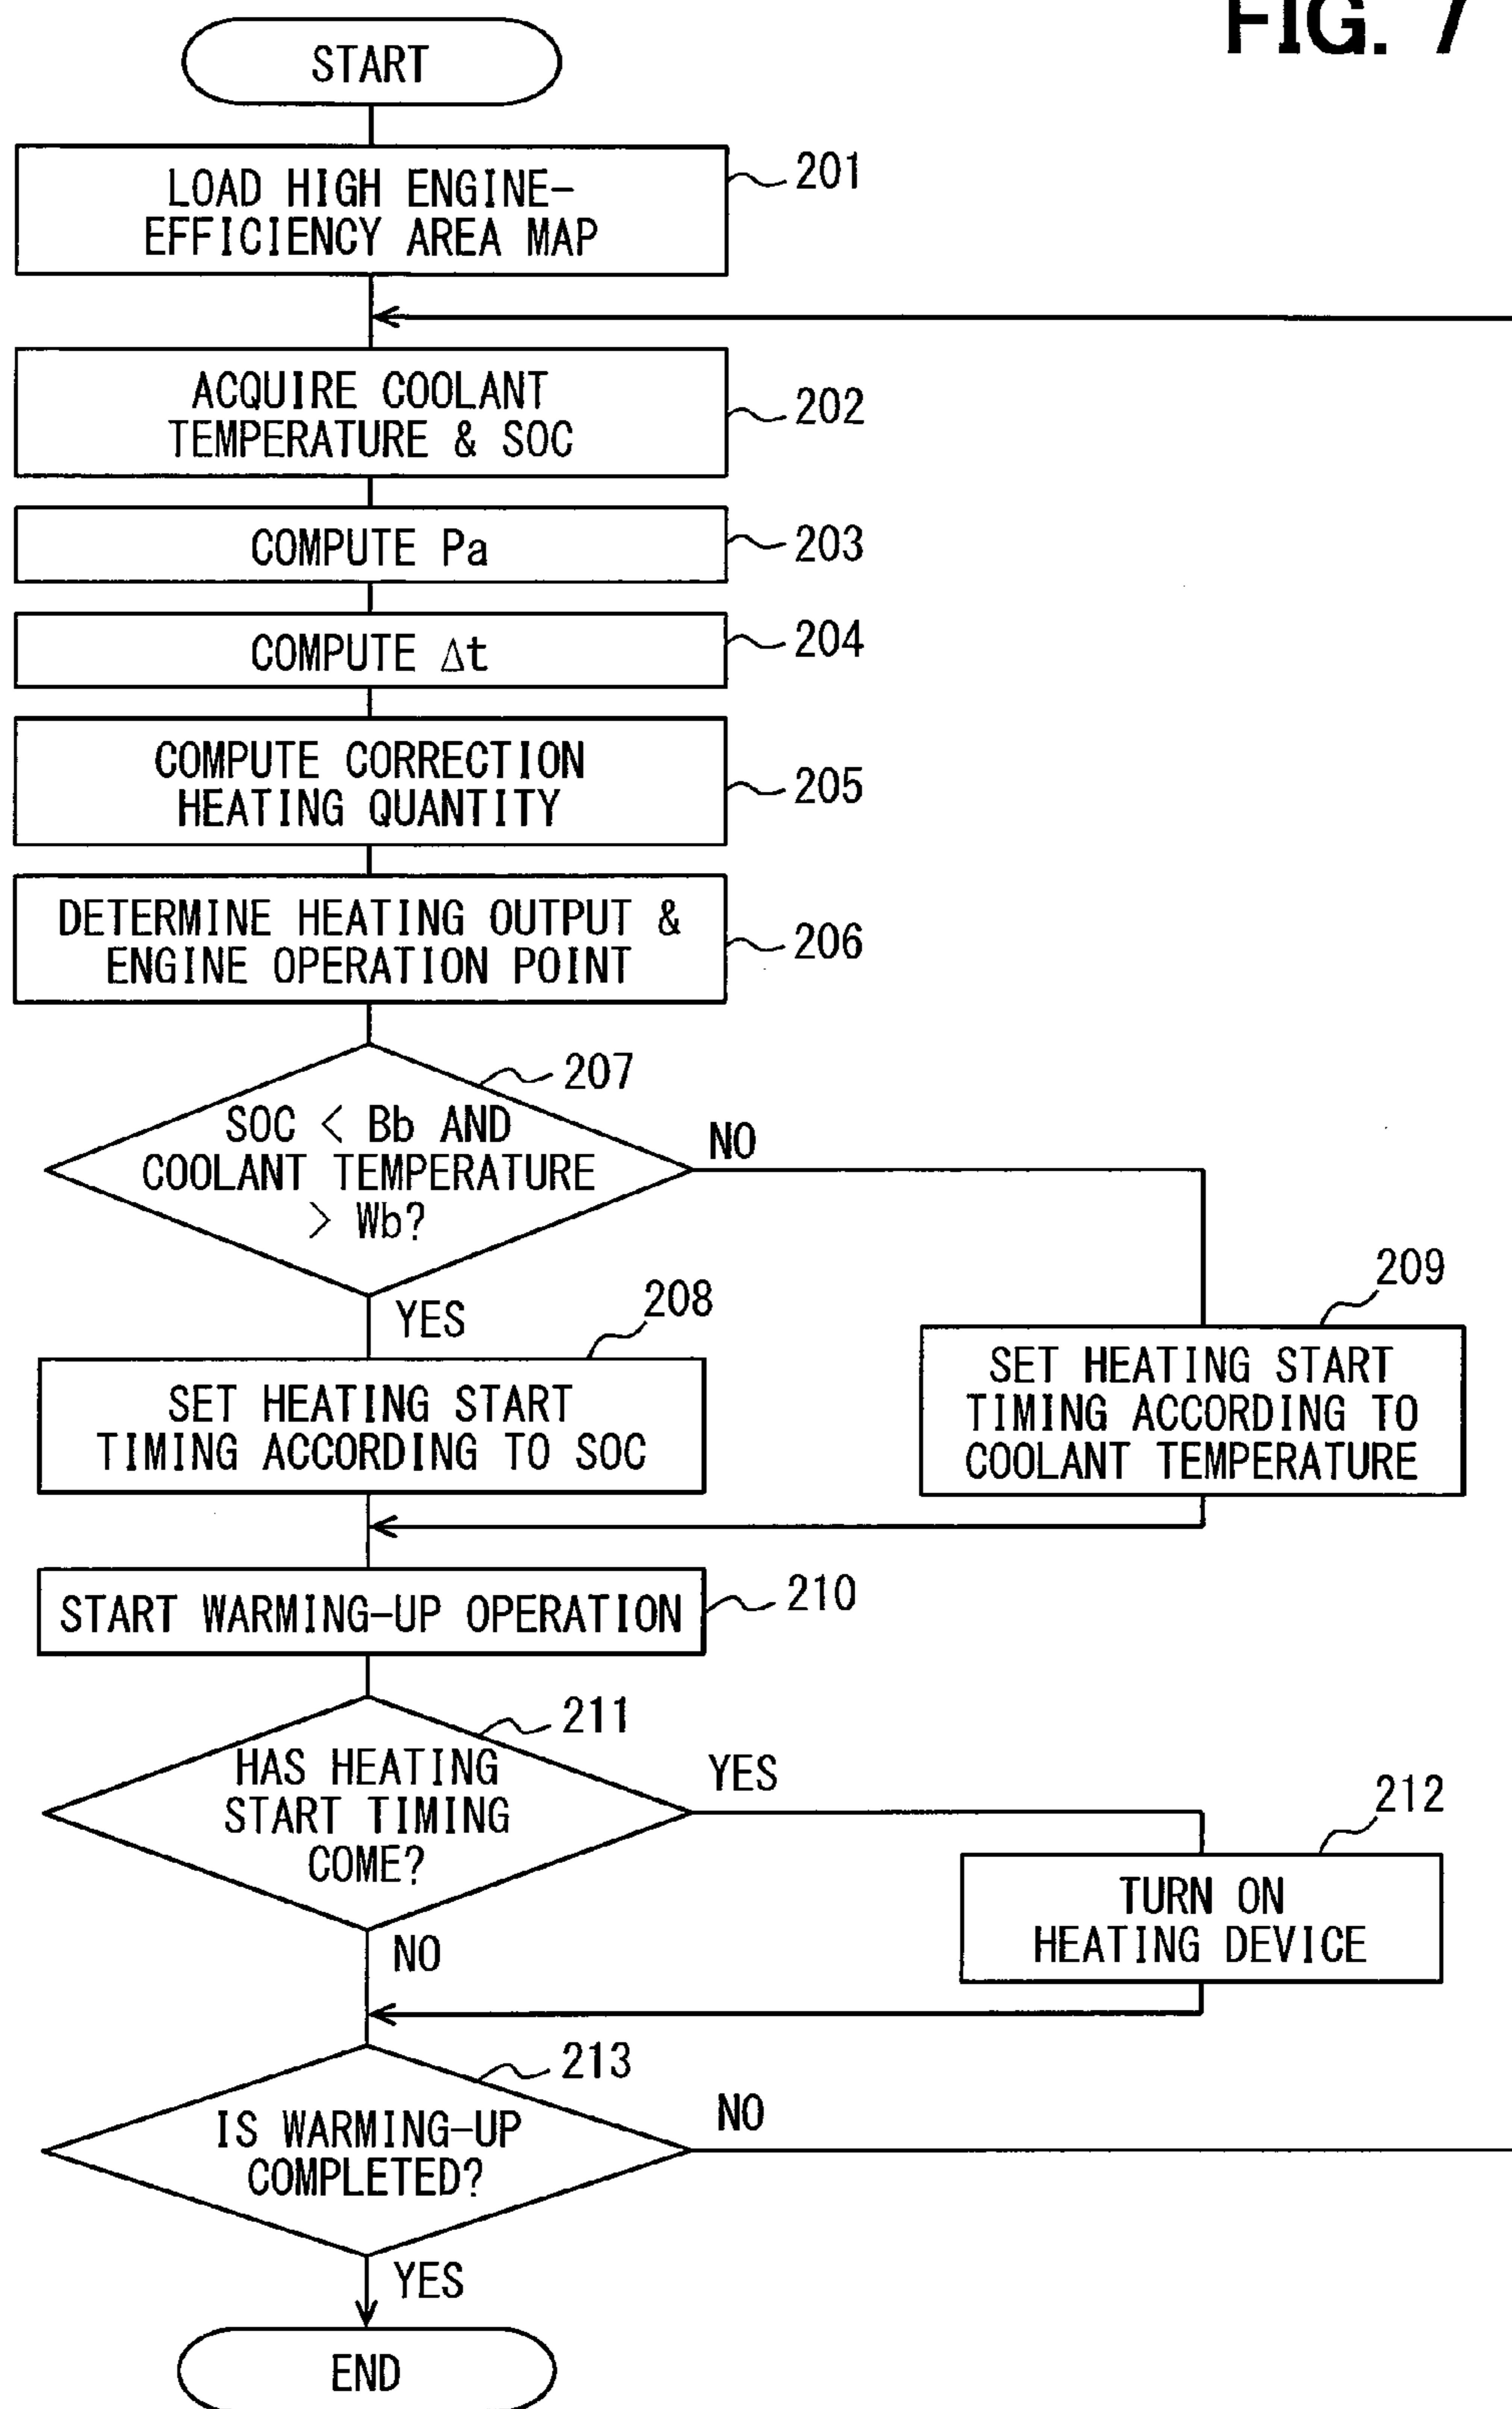 FIG. 7
START
LOAD HIGH ENGINE-
EFFICIENCY AREA MAP
201
ACQUIRE COOLANT
TEMPERATURE & SOC
202
COMPUTE Pa
203
COMPUTE Δt
204
COMPUTE CORRECTION
HEATING QUANTITY
205
DETERMINE HEATING OUTPUT &
ENGINE OPERATION POINT
206
207
SOC < Bb AND
COOLANT TEMPERATURE
> Wb?
NO
YES
208
SET HEATING START
TIMING ACCORDING TO SOC
209
SET HEATING START
TIMING ACCORDING TO
COOLANT TEMPERATURE
START WARMING-UP OPERATION
210
211
HAS HEATING
START TIMING
COME?
YES
NO
212
TURN ON
HEATING DEVICE
213
IS WARMING-UP
COMPLETED?
NO
YES
END